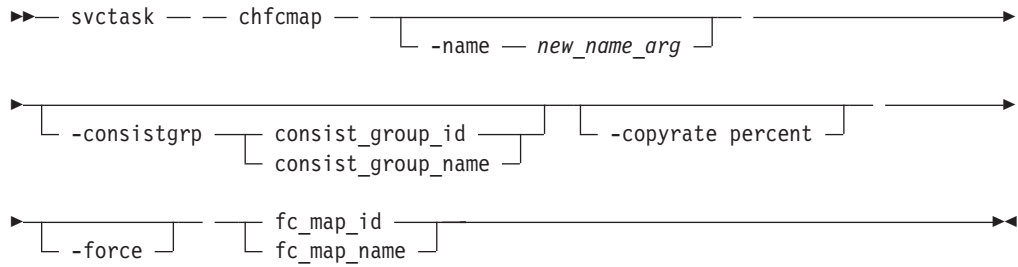 svctask chfcmap
-name new_name_arg
-consistgrp consist_group_id -copyrate percent
consist_group_name
fc_map_id
-force fc_map_name